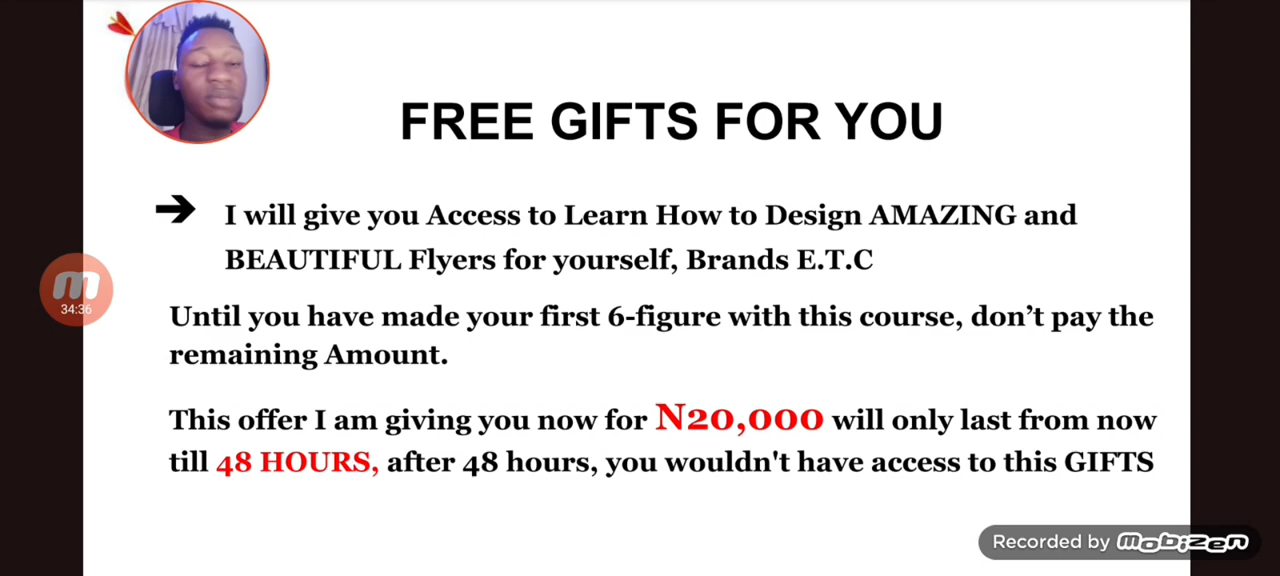 FREE GIFTS FOR YOU
➔ I will give you Access to Learn How to Design AMAZING and
BEAUTIFUL Flyers for yourself, Brands E.T.C
Until you have made your first 6-figure with this course, don’t pay the
remaining Amount.
This offer I am giving you now for N20,000 will only last from now
till 48 HOURS, after 48 hours, you wouldn't have access to this GIFTS
34:36
Recorded by mobizen